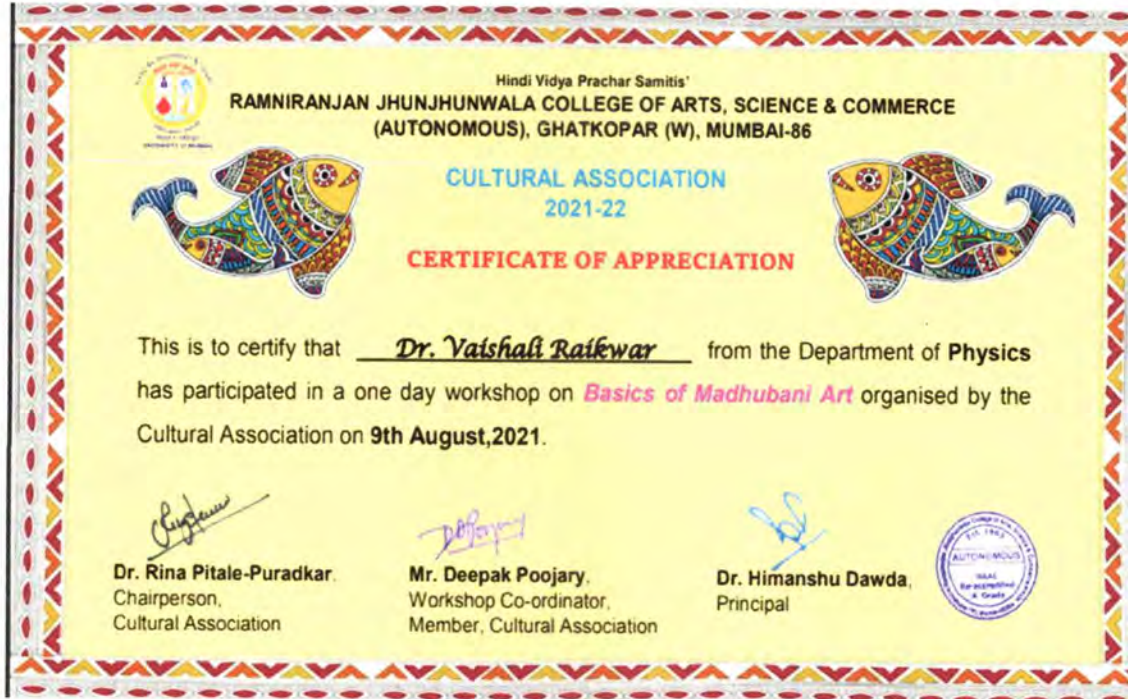 Hindi Vidya Prachar Samitis'
RAMNIRANJAN JHUNJHUNWALA COLLEGE OF ARTS, SCIENCE & COMMERCE
(AUTONOMOUS), GHATKOPAR (W), MUMBAI-86
CULTURAL ASSOCIATION
2021-22
CERTIFICATE OF APPRECIATION
This is to certify that Dr. Vaishali Raikwar from the Department of Physics
has participated in a one day workshop on Basics of Madhubani Art organised by the
Cultural Association on 9th August,2021.
Dr. Rina Pitale-Puradkar,
Chairperson,
Cultural Association
Mr. Deepak Poojary,
Workshop Co-ordinator,
Member, Cultural Association
Dr. Himanshu Dawda,
Principal
AUTONOMOUS
NAAC
Re-accredited
A Grade